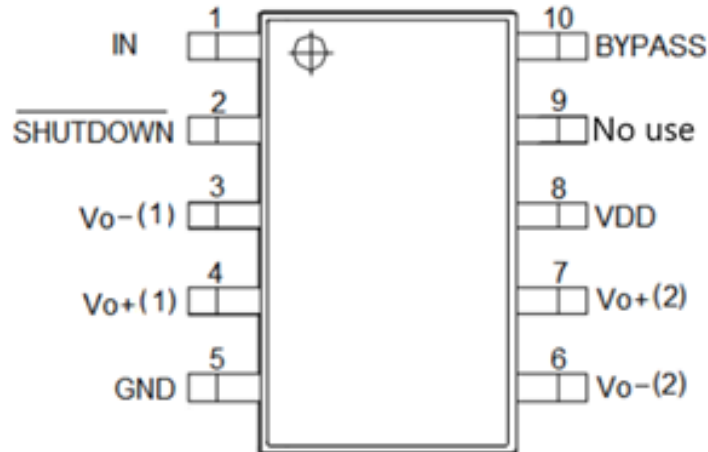 1
IN
2
SHUTDOWN
3
Vo-(1)
4
Vo+(1)
5
GND
10
BYPASS
9
No use
8
VDD
7
Vo+(2)
6
Vo-(2)